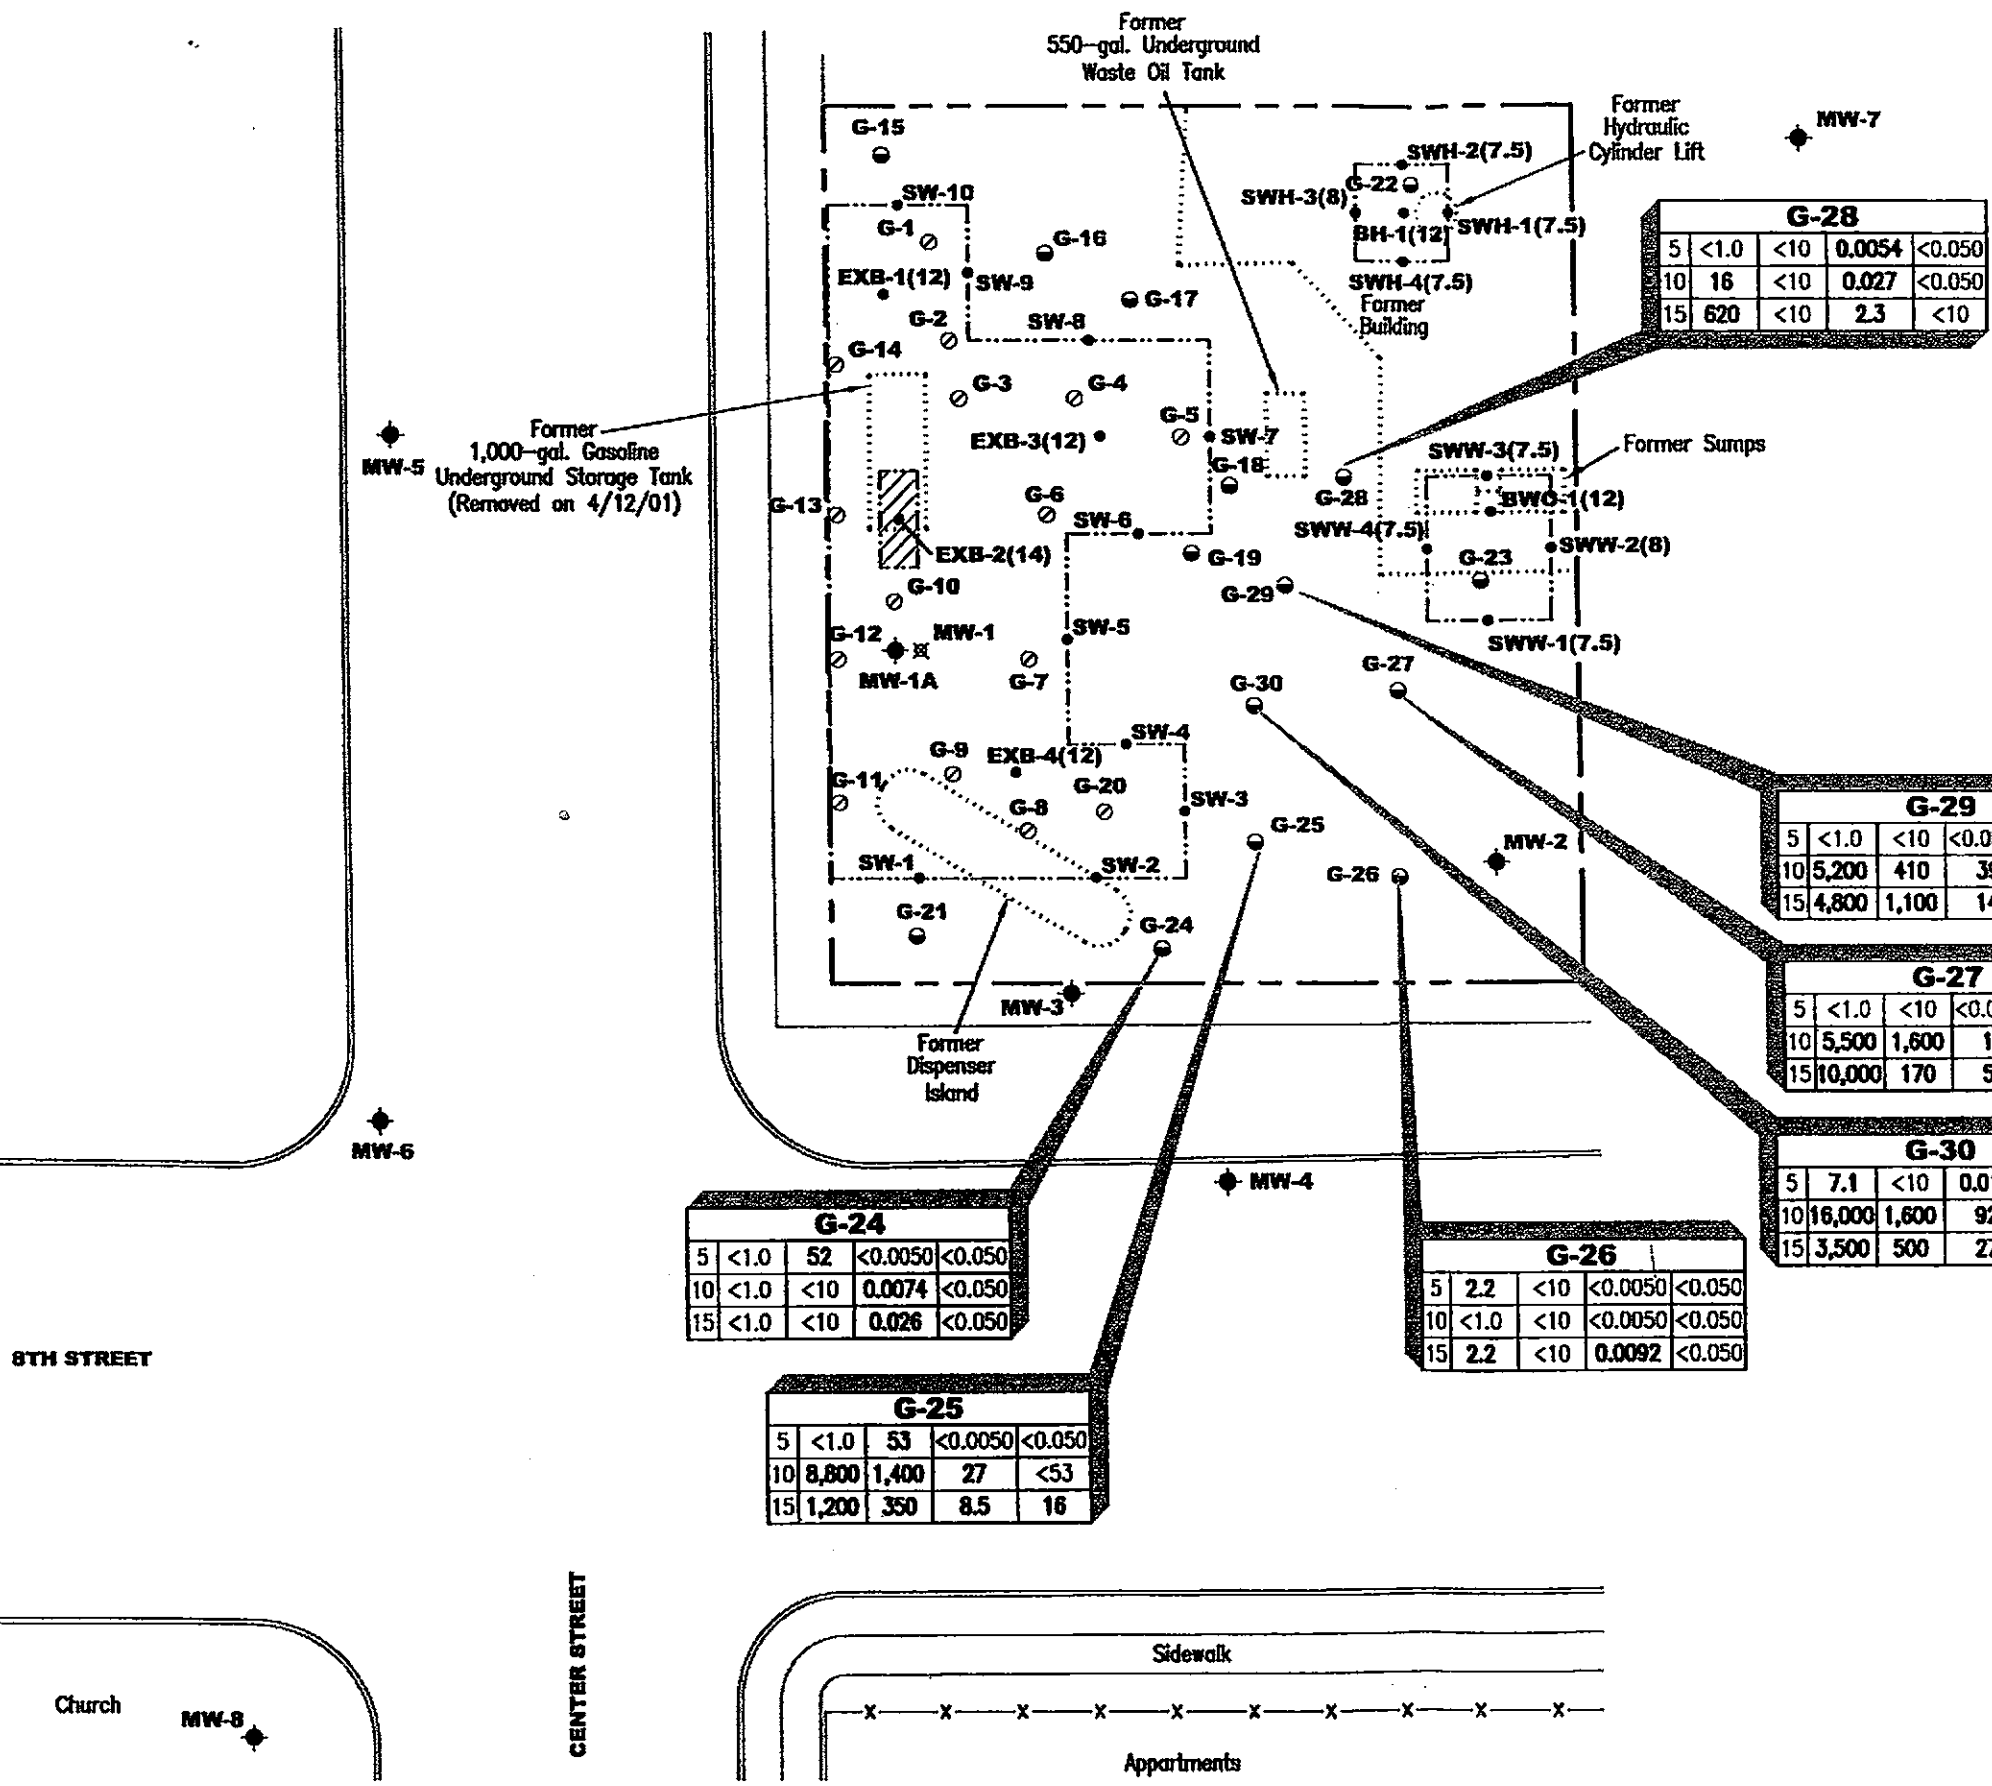 Former
550-gal. Underground
Waste Oil Tank
Former
Hydraulic
Cylinder Lift
MW-7
G-15
SWH-2(7.5)
G-22
SW-10
SWH-3(8)
G-1
G-16
BH-1(12)
SWH-1(7.5)
EXB-1(12)
SW-9
SWH-4(7.5)
G-17
Former
Building
G-2
SW-8
G-14
G-3
G-4
G-5
SW-7
EXB-3(12)
Former
1,000-gal. Gasoline
Underground Storage Tank
(Removed on 4/12/01)
MW-5
SWW-3(7.5)
Former Sumps
G-18
G-28
BWO-1(12)
G-13
G-6
SW-6
SWW-4(7.5)
SWW-2(8)
EXB-2(14)
G-19
G-23
G-10
G-29
G-12
MW-1
SW-5
SWW-1(7.5)
MW-1A
G-7
G-30
G-27
SW-4
G-9
EXB-4(12)
G-11
G-20
SW-3
G-8
G-25
MW-2
SW-1
SW-2
G-26
G-21
G-24
MW-3
Former
Dispenser
Island
MW-6
MW-4
G-28
5 <1.0 <10 0.0054 <0.050
10 16 <10 0.027 <0.050
15 620 <10 2.3 <10
G-29
5 <1.0 <10
10 5,200 410
15 4,800 1,100
G-27
5 <1.0 <10
10 5,500 1,600
15 10,000 170
G-30
5 7.1 <10
10 16,000 1,600
15 3,500 500
G-24
5 <1.0 52 <0.0050 <0.050
10 <1.0 <10 0.0074 <0.050
15 <1.0 <10 0.026 <0.050
G-26
5 2.2 <10 <0.0050 <0.050
10 <1.0 <10 <0.0050 <0.050
15 2.2 <10 0.0092 <0.050
G-25
5 <1.0 53 <0.0050 <0.050
10 8,800 1,400 27 <53
15 1,200 350 8.5 16
8TH STREET
CENTER STREET
Sidewalk
Church
MW-8
Appartments